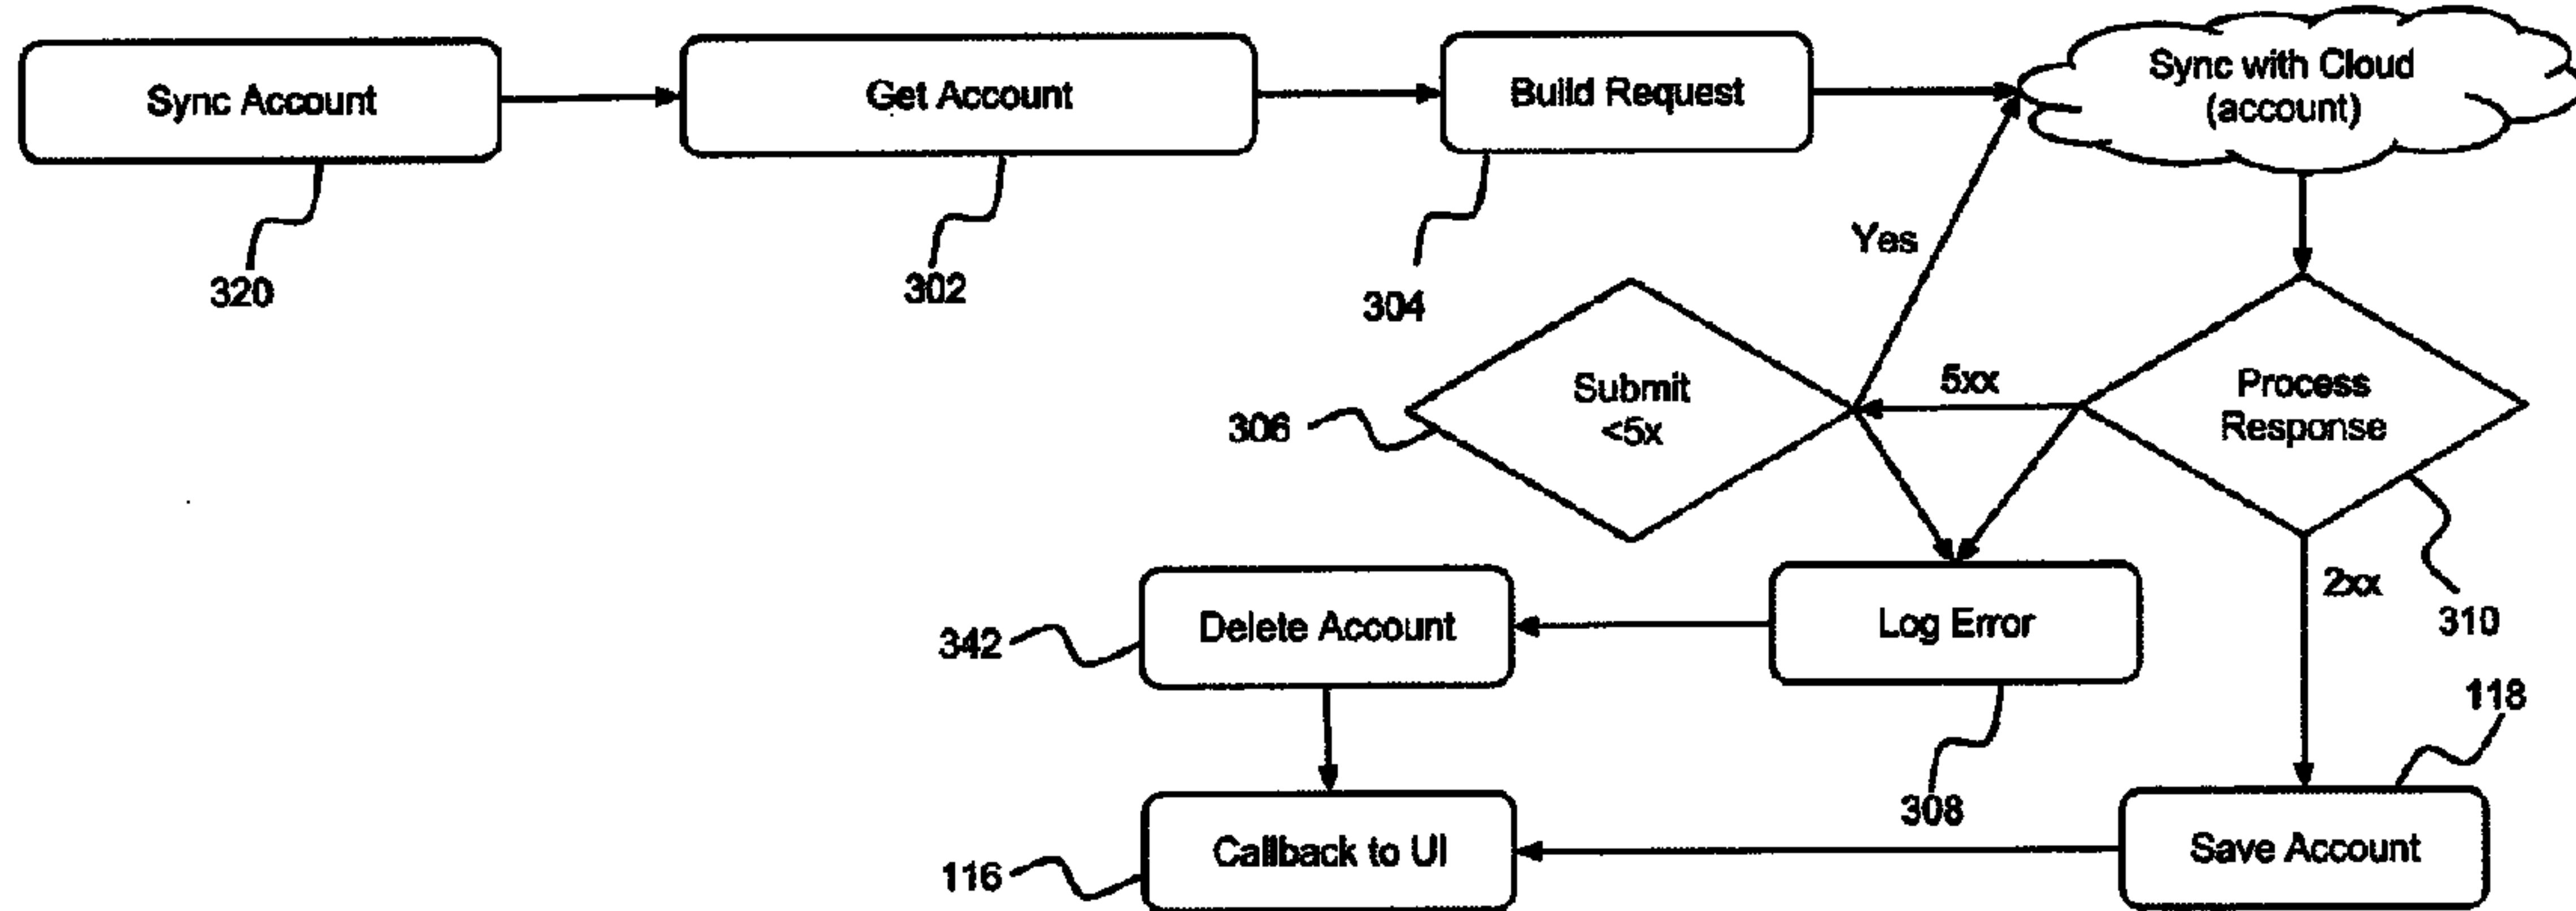 Sync Account
Get Account
Build Request
Sync with Cloud
(account)
320
302
304
Yes
Submit
<5x
306
5xx
Process
Response
310
2xx
Delete Account
342
Log Error
308
118
Callback to UI
116
Save Account